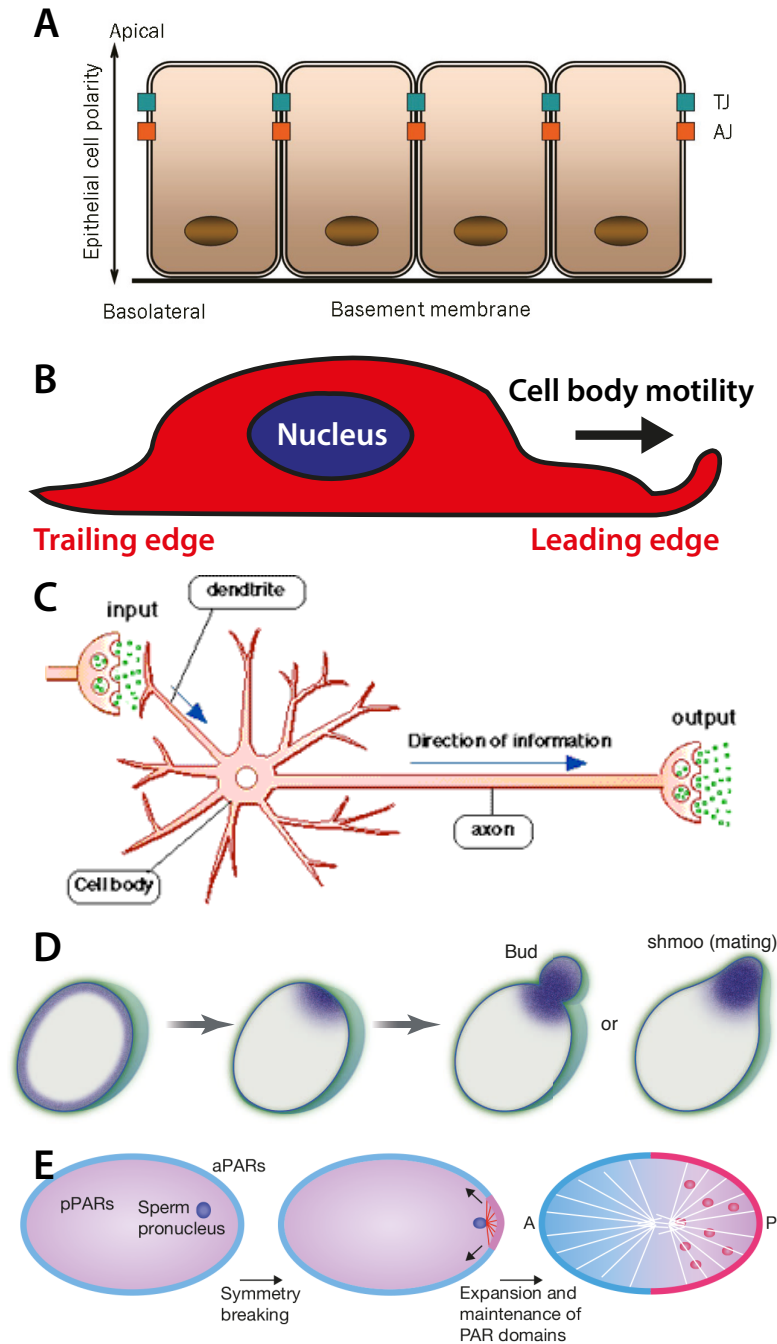 A
Apical
Epithelial cell polarity
TJ
AJ
Basolateral
Basement membrane
B
Cell body motility
Nucleus
Trailing edge
Leading edge
C
dendtrite
input
output
Direction of information
axon
Cell body
D
Bud
shmoo (mating)
or
E
aPARs
pPARs
Sperm
pronucleus
A
P
Symmetry
breaking
Expansion and
maintenance of
PAR domains